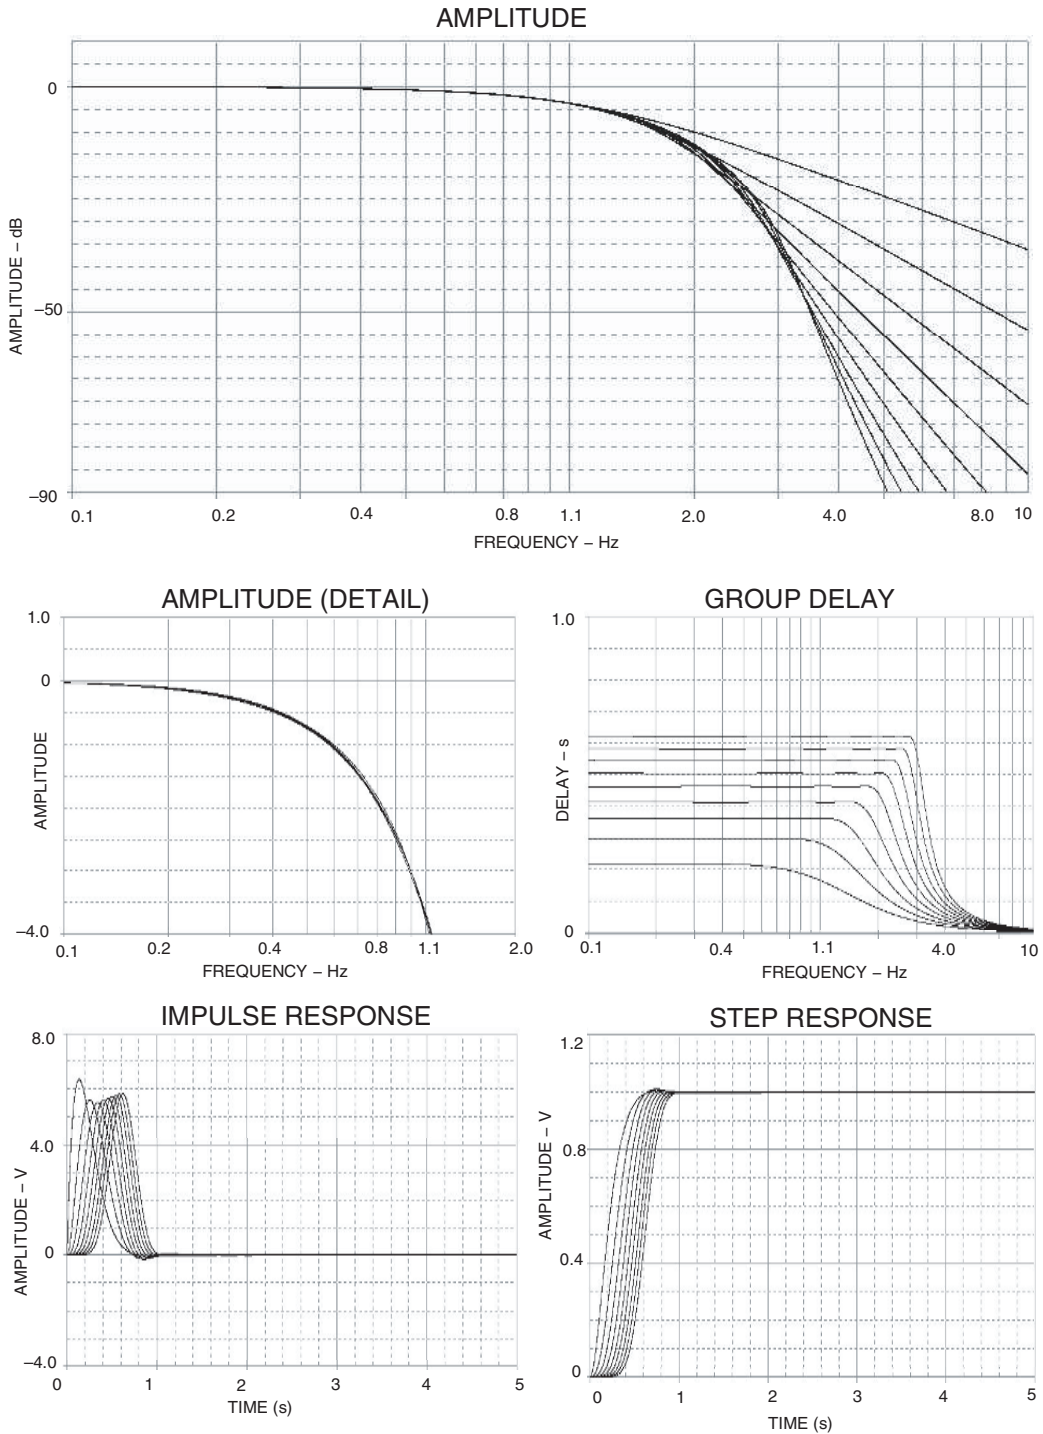 AMPLITUDE
0
−50
−90
AMPLITUDE – dB
0.1 0.2 0.4 0.8 1.1 2.0 4.0 8.0 10
FREQUENCY – Hz
AMPLITUDE (DETAIL)
1.0
0
−4.0
AMPLITUDE
0.1 0.2 0.4 0.8 1.1 2.0
FREQUENCY – Hz
GROUP DELAY
1.0
0
DELAY – s
0.1 0.4 1.1 4.0 10
FREQUENCY – Hz
IMPULSE RESPONSE
8.0
4.0
0
−4.0
AMPLITUDE – V
0 1 2 3 4 5
TIME (s)
STEP RESPONSE
1.2
0.8
0.4
0
AMPLITUDE – V
0 1 2 3 4 5
TIME (s)